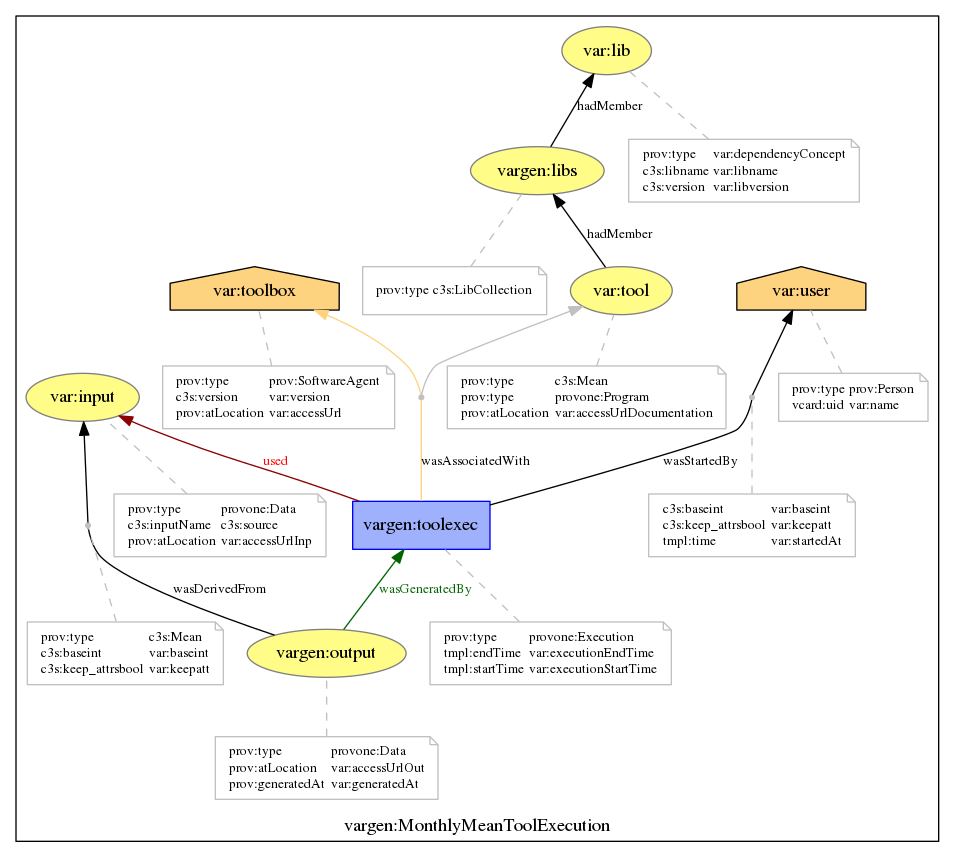 var:lib
hadMember
prov:type var:dependencyConcept
c3s:libname var:libname
c3s:version var:libversion
vargen:libs
hadMember
prov:type c3s:LibCollection
var:toolbox
var:tool
var:user
prov:type prov:SoftwareAgent
c3s:version var:version
prov:atLocation var:accessUrl
prov:type c3s:Mean
prov:type provone:Program
prov:atLocation var:accessUrlDocumentation
prov:type prov:Person
vcard:uid var:name
var:input
used
wasAssociatedWith
wasStartedBy
prov:type provone:Data
c3s:inputName c3s:source
prov:atLocation var:accessUrlInp
vargen:toolexec
c3s:baseint var:baseint
c3s:keep_attrsbool var:keepatt
tmpl:time var:startedAt
wasDerivedFrom
wasGeneratedBy
prov:type c3s:Mean
c3s:baseint var:baseint
c3s:keep_attrsbool var:keepatt
vargen:output
prov:type provone:Execution
tmpl:endTime var:executionEndTime
tmpl:startTime var:executionStartTime
prov:type provone:Data
prov:atLocation var:accessUrlOut
prov:generatedAt var:generatedAt
vargen:MonthlyMeanToolExecution